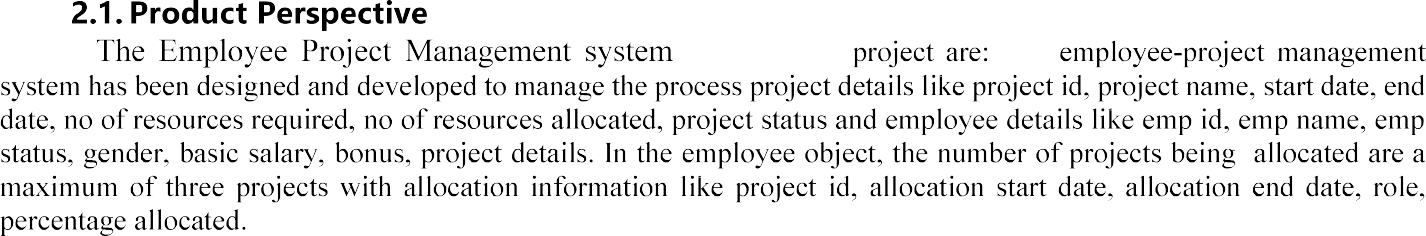 2.1. Product Perspective
The Employee Project Management system project are: employee-project management
system has been designed and developed to manage the process project details like project id, project name, start date, end
date, no of resources required, no of resources allocated, project status and employee details like emp id, emp name, emp
status, gender, basic salary, bonus, project details. In the employee object, the number of projects being allocated are a
maximum of three projects with allocation information like project id, allocation start date, allocation end date, role,
percentage allocated.